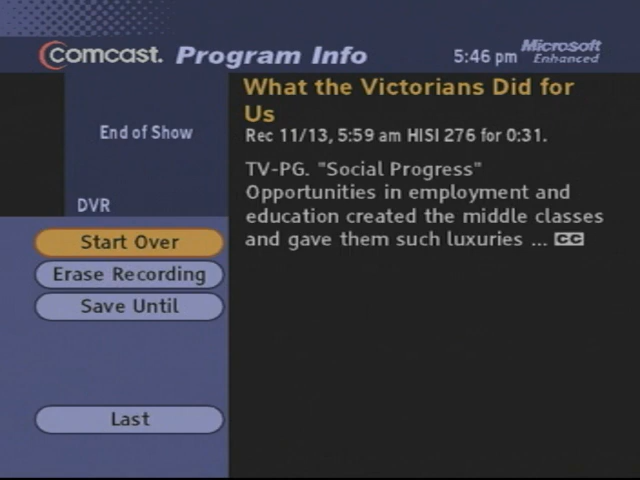 Comcast. Program Info
5:46 pm
Microsoft
Enhanced
End of Show
DVR
Start Over
Erase Recording
Save Until
Last
What the Victorians Did for
Us
Rec 11/13, 5:59 am HISI 276 for 0:31.
TV-PG. "Social Progress"
Opportunities in employment and
education created the middle classes
and gave them such luxuries ... CC